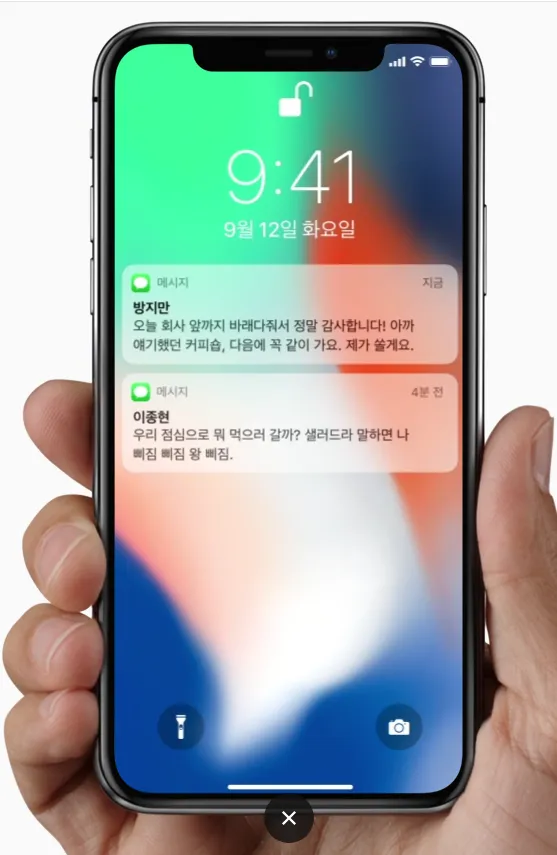 9:41
9월 12일 화요일
메시지
지금
방지만
오늘 회사 앞까지 바래다줘서 정말 감사합니다! 아까
얘기했던 커피숍, 다음에 꼭 같이 가요. 제가 쏠게요.
메시지
4분 전
이종현
우리 점심으로 뭐 먹으러 갈까? 샐러드라 말하면 나
삐짐 삐짐 왕 삐짐.